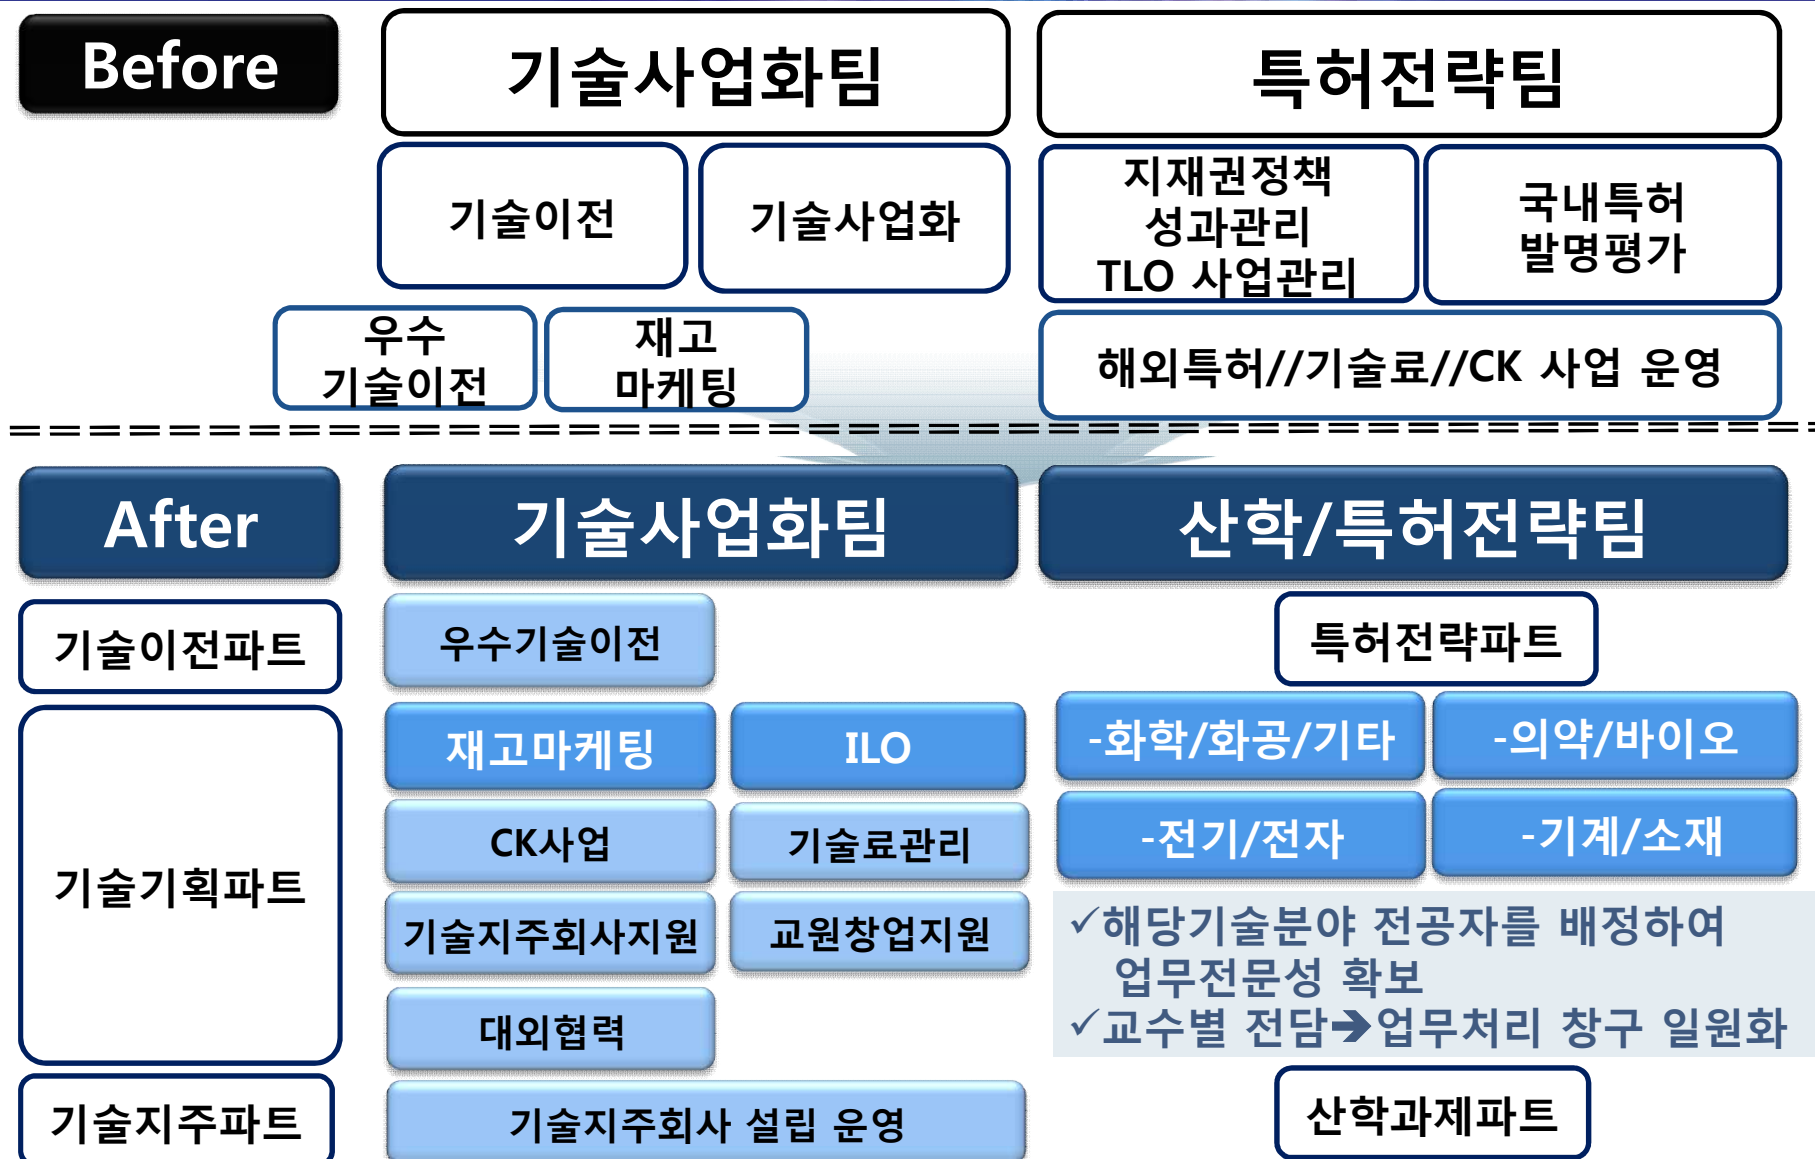 Before
기술사업화팀
특허전략팀
기술이전
기술사업화
지재권정책
성과관리
TLO 사업관리
국내특허
발명평가
우수
기술이전
재고
마케팅
해외특허//기술료//CK 사업 운영
After
기술사업화팀
산학/특허전략팀
기술이전파트
우수기술이전
특허전략파트
기술기획파트
재고마케팅
ILO
-화학/화공/기타
-의약/바이오
CK사업
기술료관리
-전기/전자
-기계/소재
기술지주회사지원
교원창업지원
✓해당기술분야 전공자를 배정하여
업무전문성 확보
✓교수별 전담➔업무처리 창구 일원화
대외협력
기술지주파트
기술지주회사 설립 운영
산학과제파트